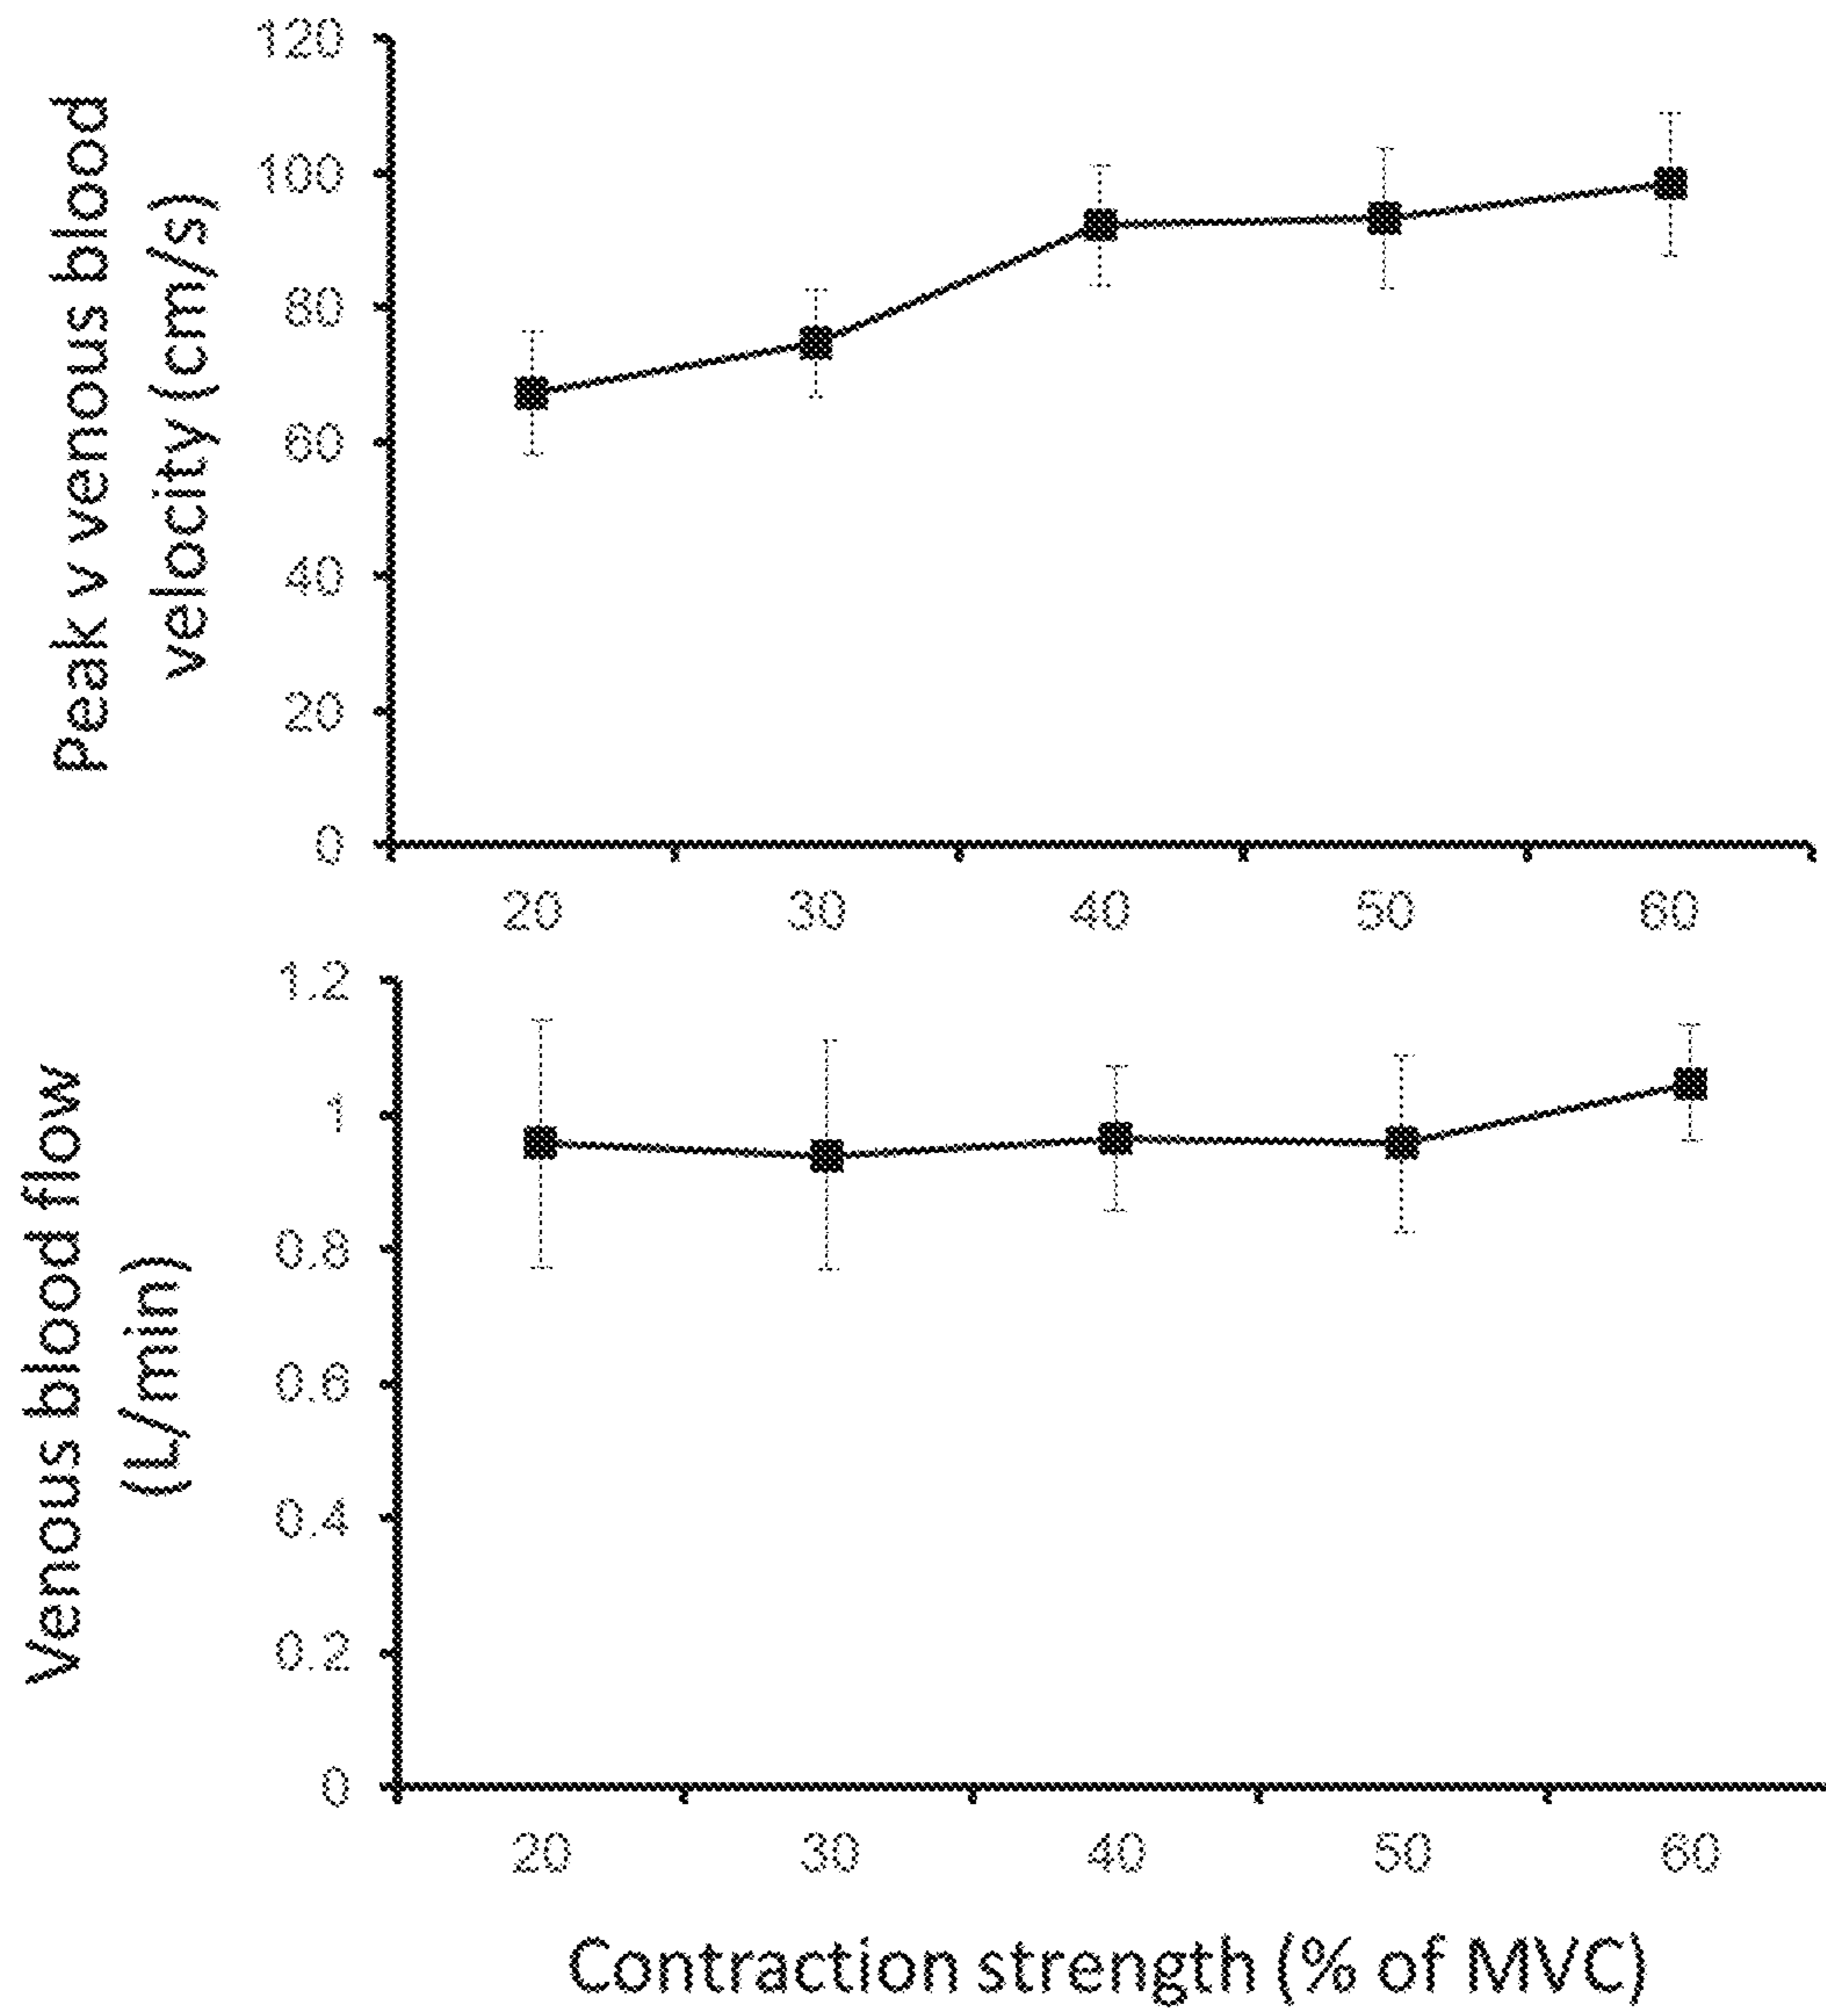 Peak v venous blood
velocity (cm/s)
120
100
80
60
40
20
0
20 30 40 50 60
Venous blood flow
(L/min)
1.2
1
0.8
0.6
0.4
0.2
0
20 30 40 50 60
Contraction strength (% of MVC)